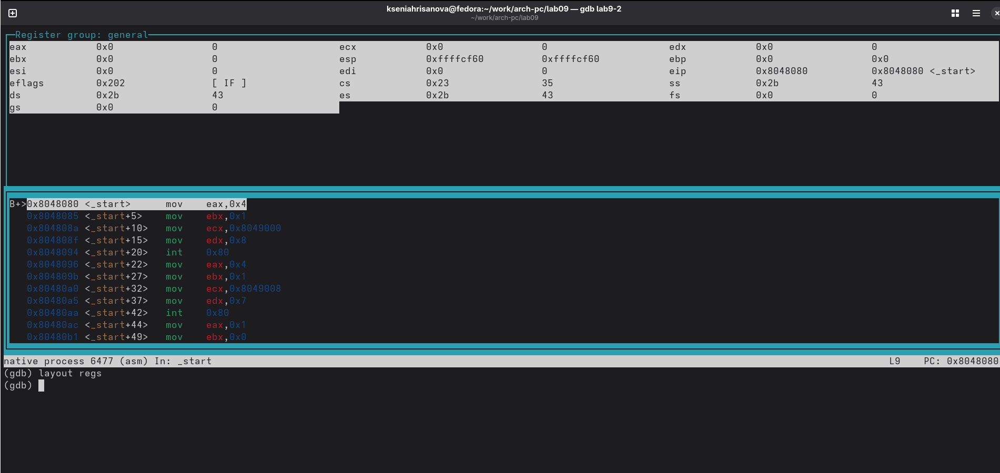 kseniahrisanova@fedora:~/work/arch-pc/lab09 — gdb lab9-2
~/work/arch-pc/lab09
Register group: general
eax 0x0 0 ecx 0x0 0 edx 0x0 0
ebx 0x0 0 esp 0xffffcf60 0xffffcf60 ebp 0x0 0x0
esi 0x0 0 edi 0x0 0 eip 0x8048080 0x8048080 <_start>
eflags 0x202 [ IF ] cs 0x23 35 ss 0x2b 43
ds 0x2b 43 es 0x2b 43 fs 0x0 0
gs 0x0 0
B+>0x8048080 <_start> mov eax,0x4
0x8048085 <_start+5> mov ebx,0x1
0x804808a <_start+10> mov ecx,0x8049000
0x804808f <_start+15> mov edx,0x8
0x8048094 <_start+20> int 0x80
0x8048096 <_start+22> mov eax,0x4
0x804809b <_start+27> mov ebx,0x1
0x80480a0 <_start+32> mov ecx,0x8049008
0x80480a5 <_start+37> mov edx,0x7
0x80480aa <_start+42> int 0x80
0x80480ac <_start+44> mov eax,0x1
0x80480b1 <_start+49> mov ebx,0x0
native process 6477 (asm) In: _start L9 PC: 0x8048080
(gdb) layout regs
(gdb)